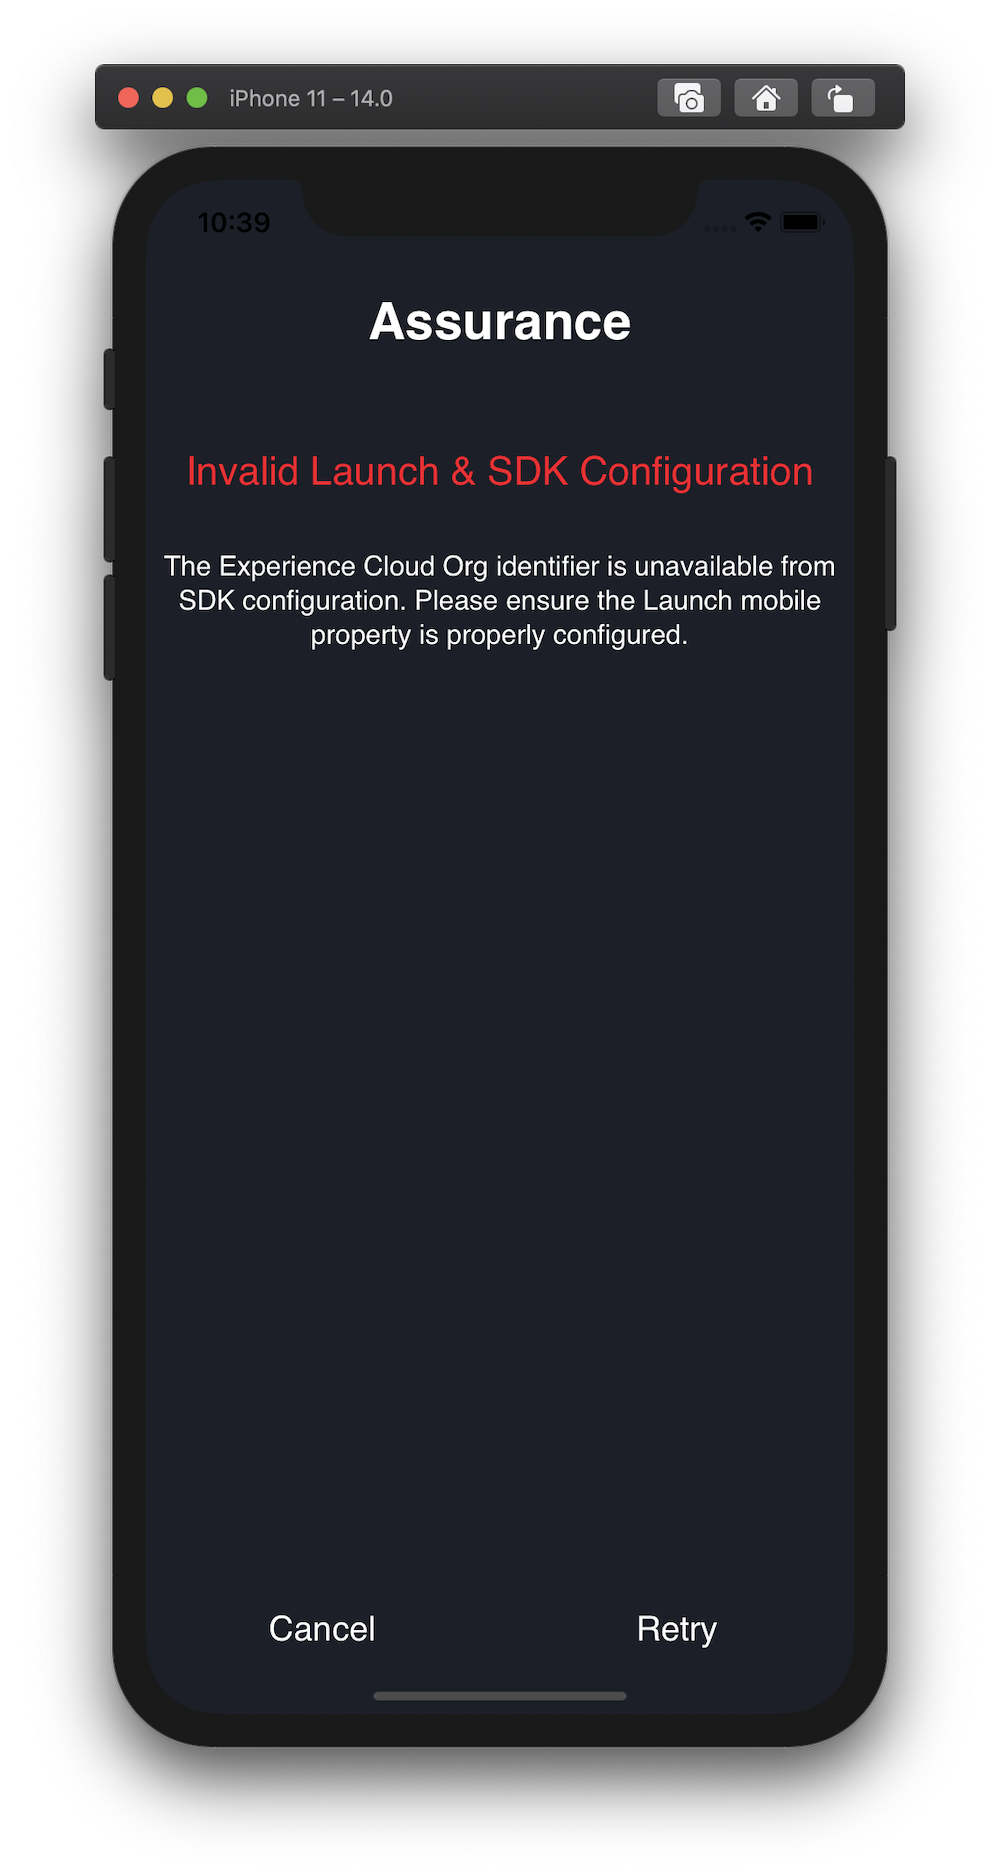 iPhone 11 – 14.0
10:39
Assurance
Invalid Launch & SDK Configuration
The Experience Cloud Org identifier is unavailable from
SDK configuration. Please ensure the Launch mobile
property is properly configured.
Cancel
Retry